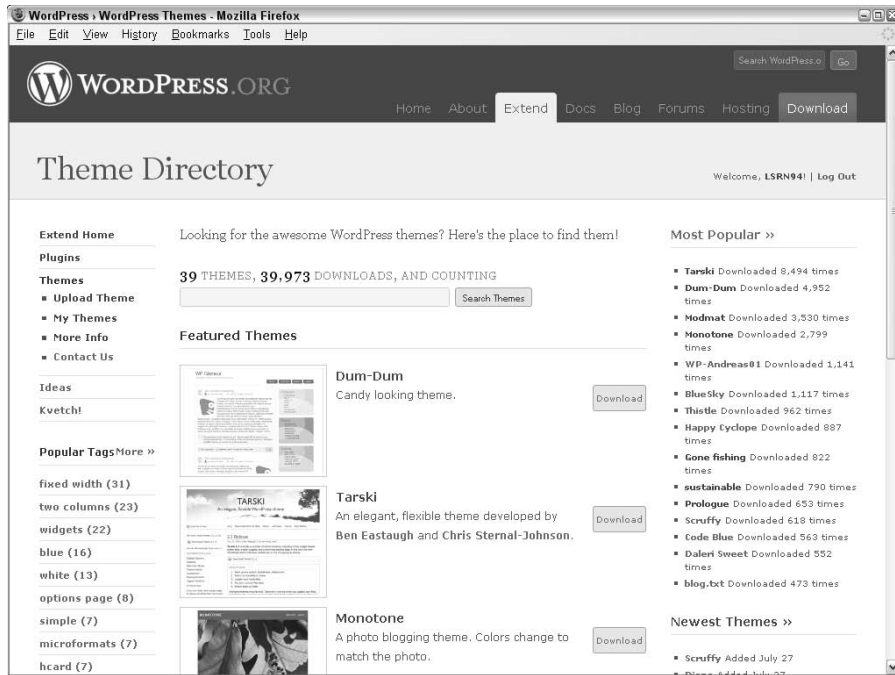 WordPress › WordPress Themes - Mozilla Firefox
File Edit View History Bookmarks Tools Help
Search WordPress.o Go
WORDPRESS.ORG
Home About Extend Docs Blog Forums Hosting Download
Theme Directory
Welcome, LSRN94! | Log Out
Extend Home
Plugins
Themes
Upload Theme
My Themes
More Info
Contact Us
Ideas
Kvetch!
Popular Tags More »
fixed width (31)
two columns (23)
widgets (22)
blue (16)
white (13)
options page (8)
simple (7)
microformats (7)
hcard (7)
Looking for the awesome WordPress themes? Here's the place to find them!
39 THEMES, 39,973 DOWNLOADS, AND COUNTING
Search Themes
Featured Themes
Dum-Dum
Candy looking theme.
Download
TARSKI
Tarski
An elegant, flexible theme developed by
Ben Eastaugh and Chris Sternal-Johnson.
Download
Monotone
A photo blogging theme. Colors change to
match the photo.
Download
Most Popular »
Tarski Downloaded 8,494 times
Dum-Dum Downloaded 4,952
times
Modmat Downloaded 3,530 times
Monotone Downloaded 2,799
times
WP-Andreas01 Downloaded 1,141
times
BlueSky Downloaded 1,117 times
Thistle Downloaded 962 times
Happy Cyclope Downloaded 887
times
Gone fishing Downloaded 822
times
sustainable Downloaded 790 times
Prologue Downloaded 653 times
Scruffy Downloaded 618 times
Code Blue Downloaded 563 times
Daleri Sweet Downloaded 552
times
blog.txt Downloaded 473 times
Newest Themes »
Scruffy Added July 27